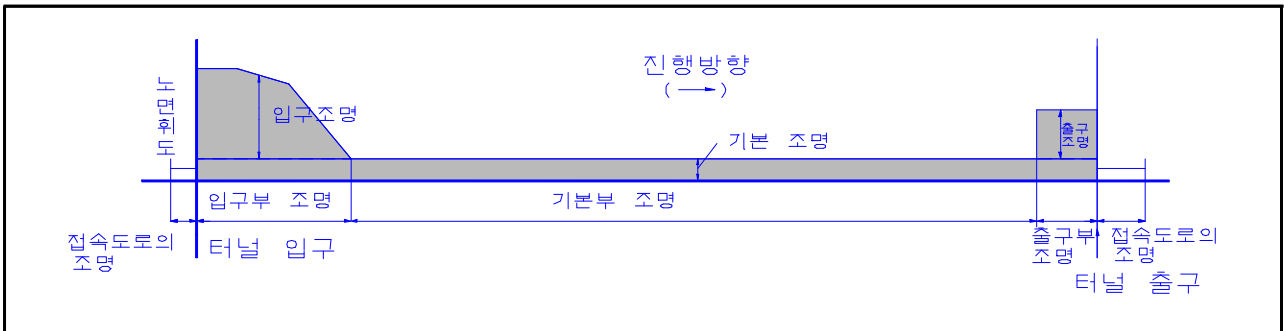 진행방향
( → )
노면휘도
입구조명
기본 조명
출구
조명
입구부 조명
기본부 조명
접속도로의
조명
터널 입구
출구부
조명
접속도로의
조명
터널 출구